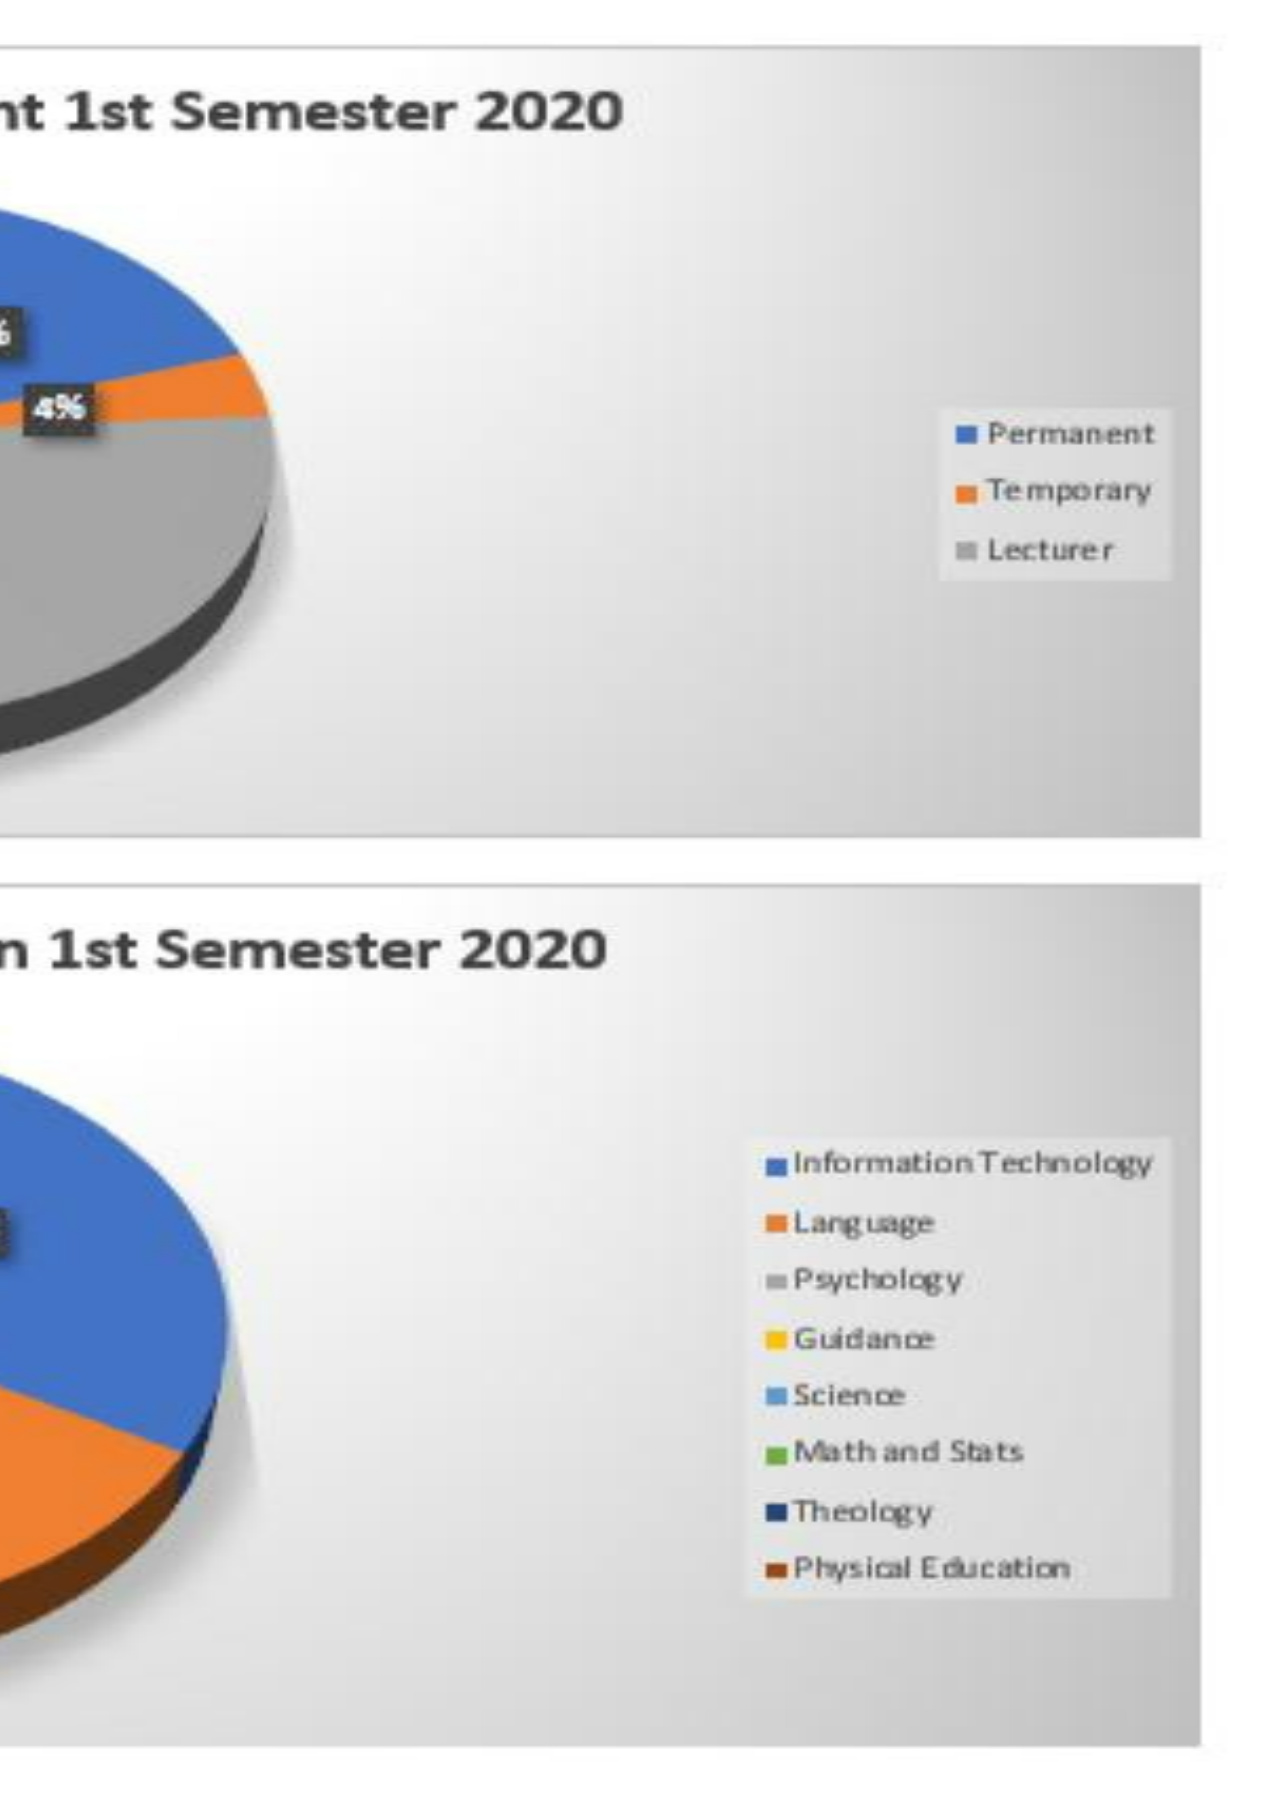 1st Semester 2020
4%
Permanent
Temporary
Lecturer
1st Semester 2020
Information Technology
Language
Psychology
Guidance
Science
Math and Stats
Theology
Physical Education